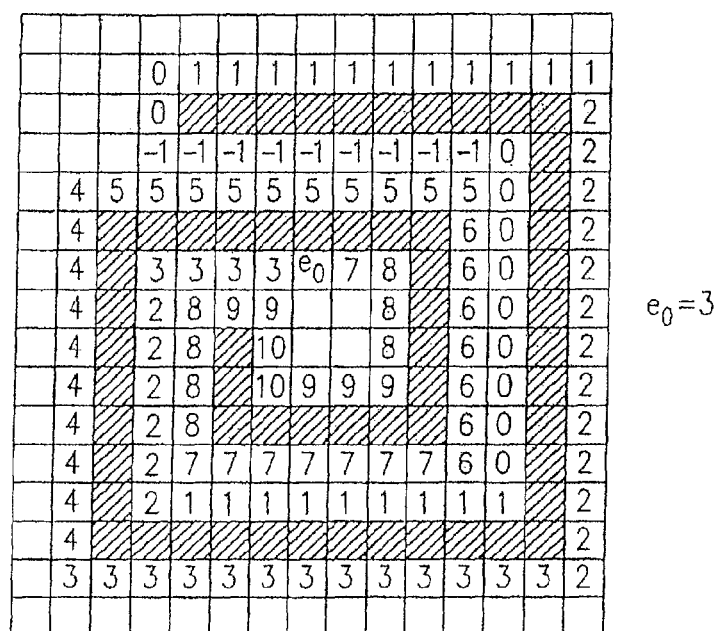 0 1 1 1 1 1 1 1 1 1 1 1
0 2
-1 -1 -1 -1 -1 -1 -1 -1 -1 0 2
4 5 5 5 5 5 5 5 5 5 5 0 2
4 6 0 2
4 3 3 3 3 e₀ 7 8 6 0 2
4 2 8 9 9 8 6 0 2
e₀=3
4 2 8 10 8 6 0 2
4 2 8 10 9 9 9 6 0 2
4 2 8 6 0 2
4 2 7 7 7 7 7 7 7 6 0 2
4 2 1 1 1 1 1 1 1 1 1 2
4 2
3 3 3 3 3 3 3 3 3 3 3 3 3 2